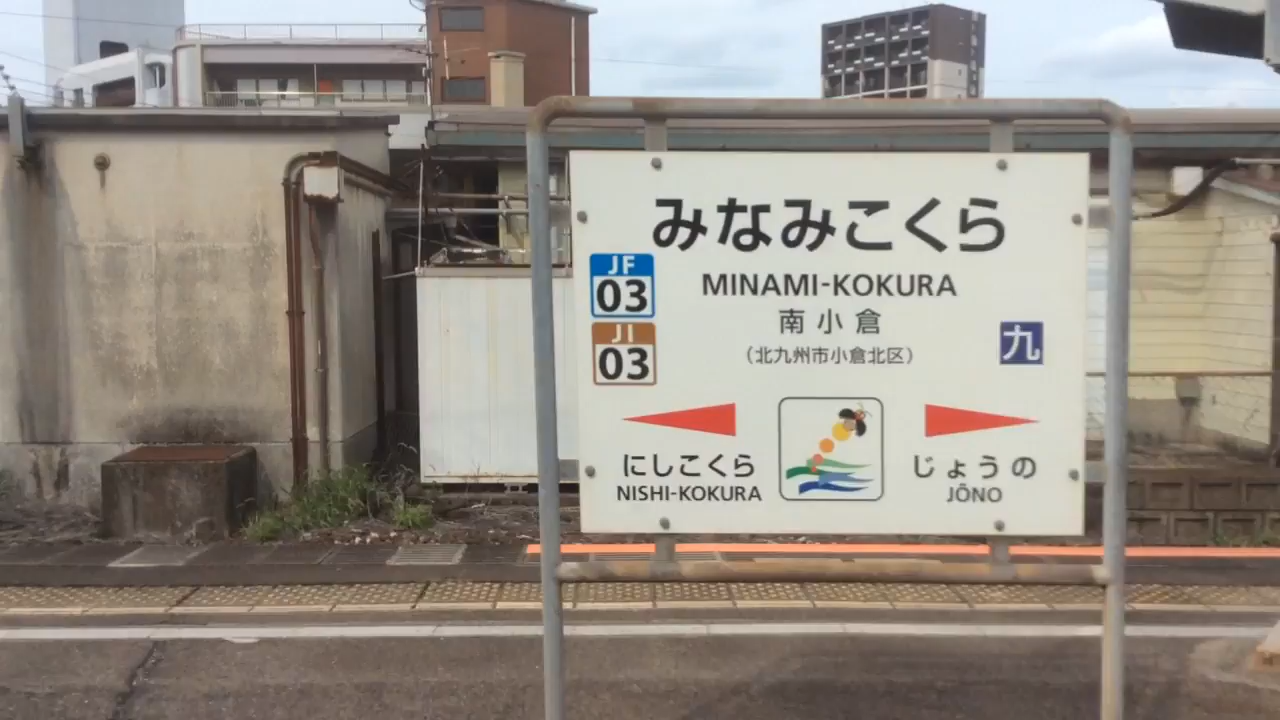 みなみこくら
JF
03
MINAMI-KOKURA
南小倉
JI
03
(北九州市小倉北区)
九
にしこくら
NISHI-KOKURA
じょうの
JŌNO